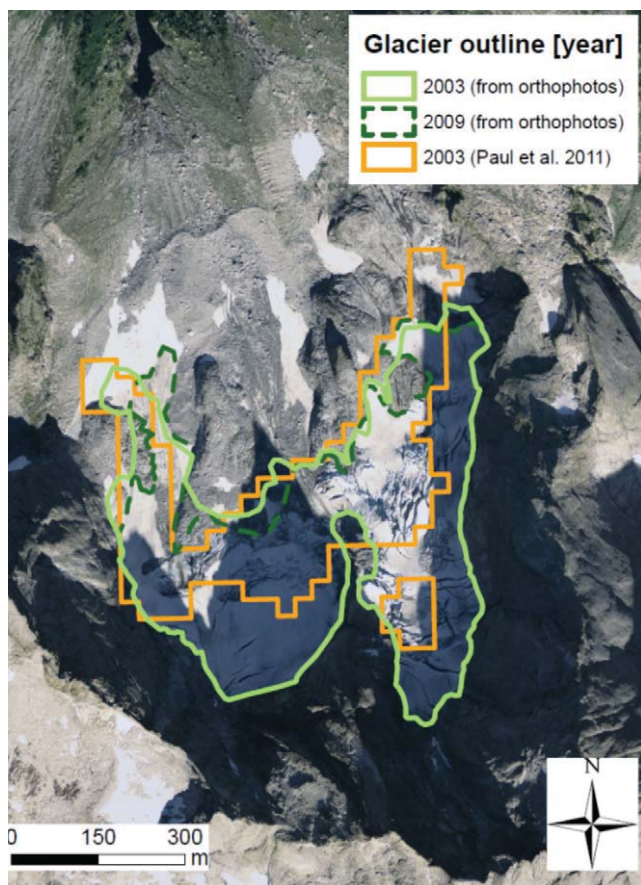 Glacier outline [year]
2003 (from orthophotos)
2009 (from orthophotos)
2003 (Paul et al. 2011)
N
0 150 300
m